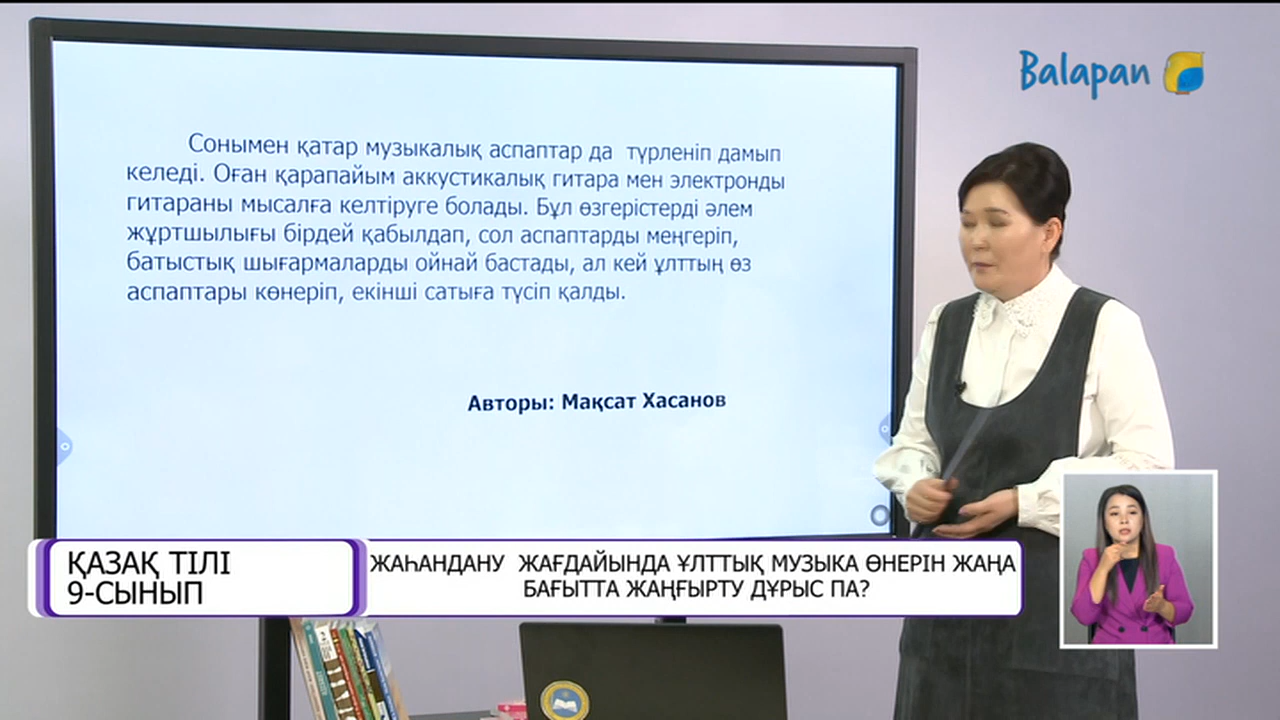 Balapan
Сонымен қатар музыкалық аспаптар да түрленіп дамып
келеді. Оған қарапайым аккустикалық гитара мен электронды
гитараны мысалға келтіруге болады. Бұл өзгерістерді әлем
жұртшылығы бірдей қабылдап, сол аспаптарды меңгеріп,
батыстық шығармаларды ойнай бастады, ал кей ұлттың өз
аспаптары көнеріп, екінші сатыға түсіп қалды.
Авторы: Мақсат Хасанов
ҚАЗАҚ ТІЛІ
9-СЫНЫП
ЖАҺАНДАНУ ЖАҒДАЙЫНДА ҰЛТТЫҚ МУЗЫКА ӨНЕРІН ЖАҢА
БАҒЫТТА ЖАҢҒЫРТУ ДҰРЫС ПА?